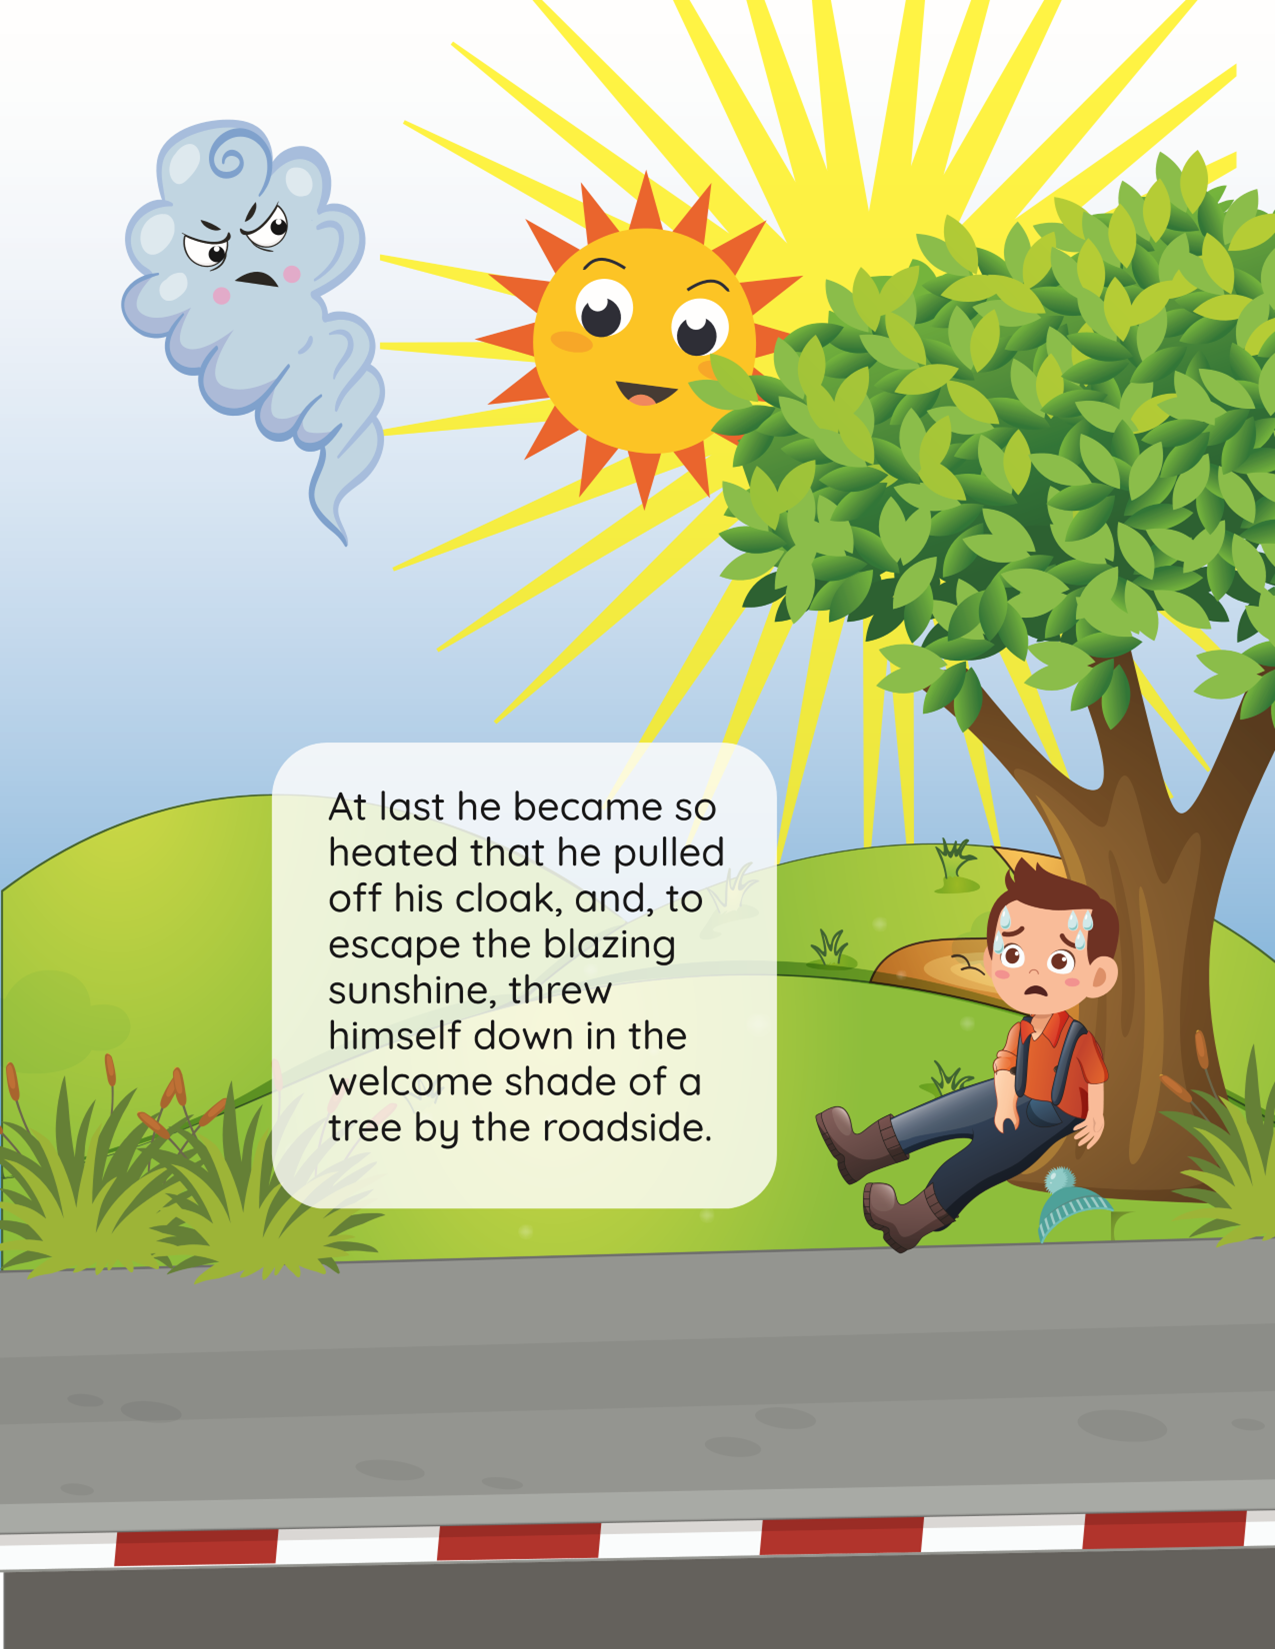 At last he became so
heated that he pulled
off his cloak, and, to
escape the blazing
sunshine, threw
himself down in the
welcome shade of a
tree by the roadside.